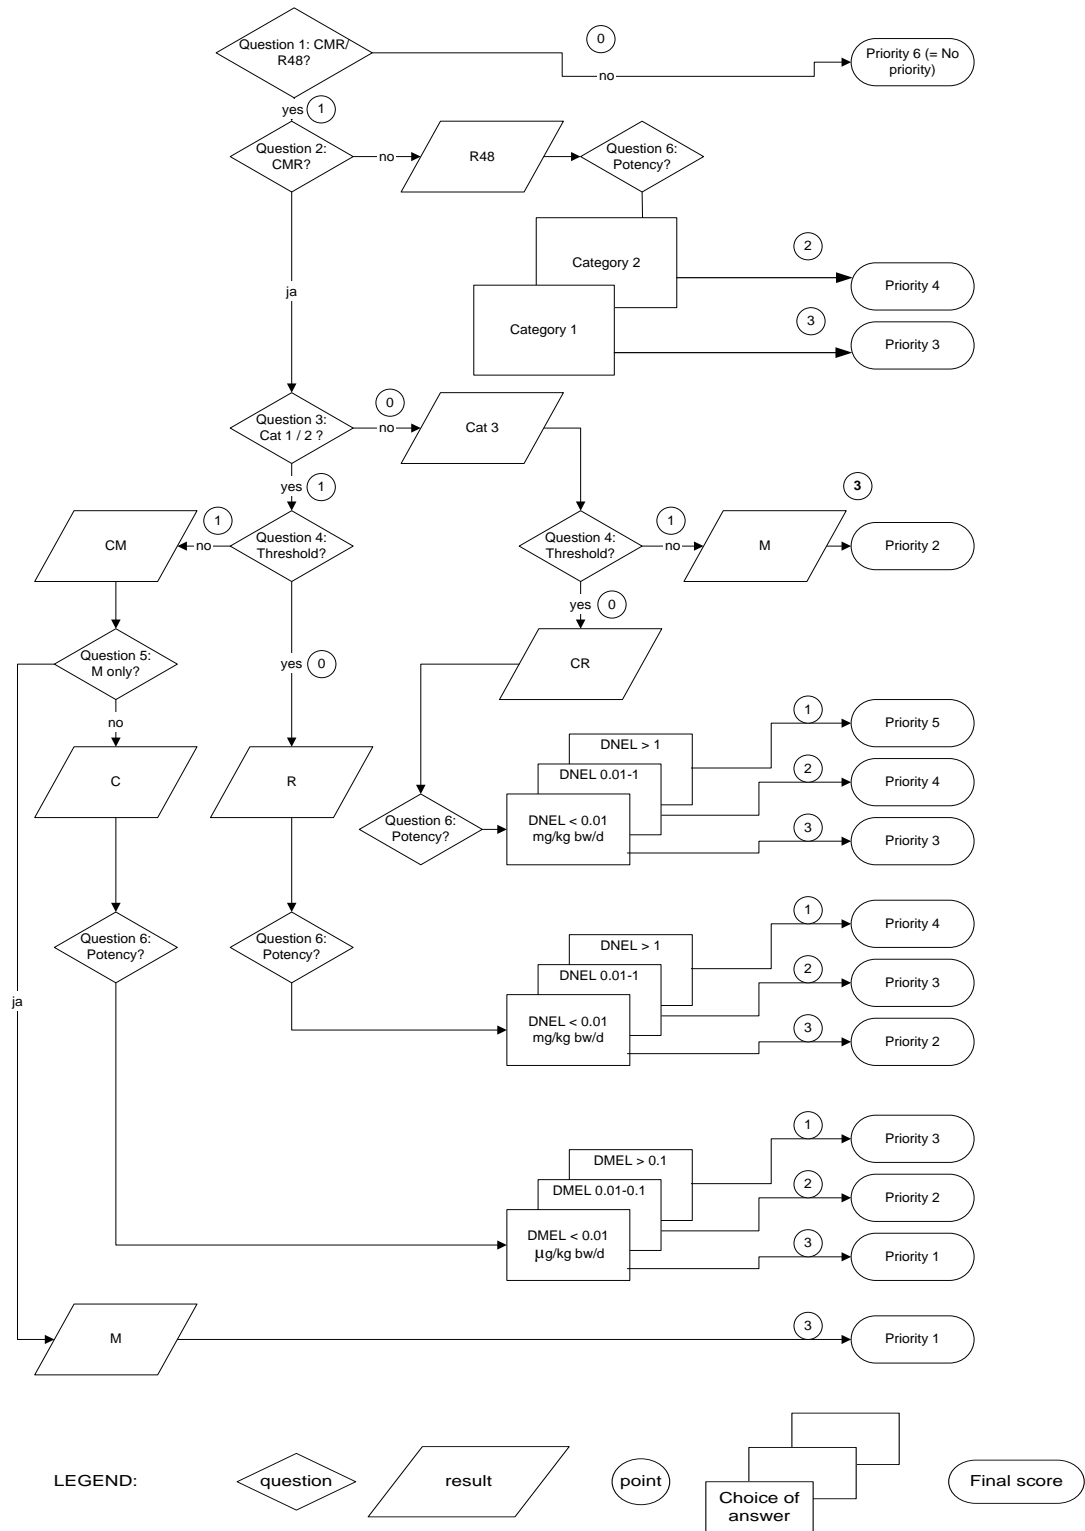 Question 1: CMR/
R48?
0
no
Priority 6 (= No
priority)
yes
1
Question 2:
CMR?
no
R48
Question 6:
Potency?
Category 2
2
Priority 4
ja
Category 1
3
Priority 3
Question 3:
Cat 1 / 2 ?
0
no
Cat 3
yes
1
3
CM
1
no
Question 4:
Threshold?
Question 4:
Threshold?
1
no
M
Priority 2
yes
0
Question 5:
M only?
yes
0
CR
no
C
R
Question 6:
Potency?
DNEL > 1
DNEL 0.01-1
DNEL < 0.01
mg/kg bw/d
1
Priority 5
2
Priority 4
3
Priority 3
Question 6:
Potency?
Question 6:
Potency?
DNEL > 1
DNEL 0.01-1
DNEL < 0.01
mg/kg bw/d
1
Priority 4
2
Priority 3
3
Priority 2
ja
DMEL > 0.1
DMEL 0.01-0.1
DMEL < 0.01
µg/kg bw/d
1
Priority 3
2
Priority 2
3
Priority 1
M
3
Priority 1
LEGEND:
question
result
point
Choice of
answer
Final score